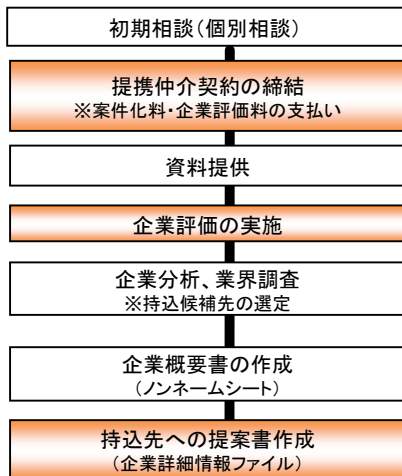 初期相談(個別相談)
提携仲介契約の締結
※案件化料・企業評価料の支払い
資料提供
企業評価の実施
企業分析、業界調査
※持込候補先の選定
企業概要書の作成
(ノンネームシート)
持込先への提案書作成
(企業詳細情報ファイル)